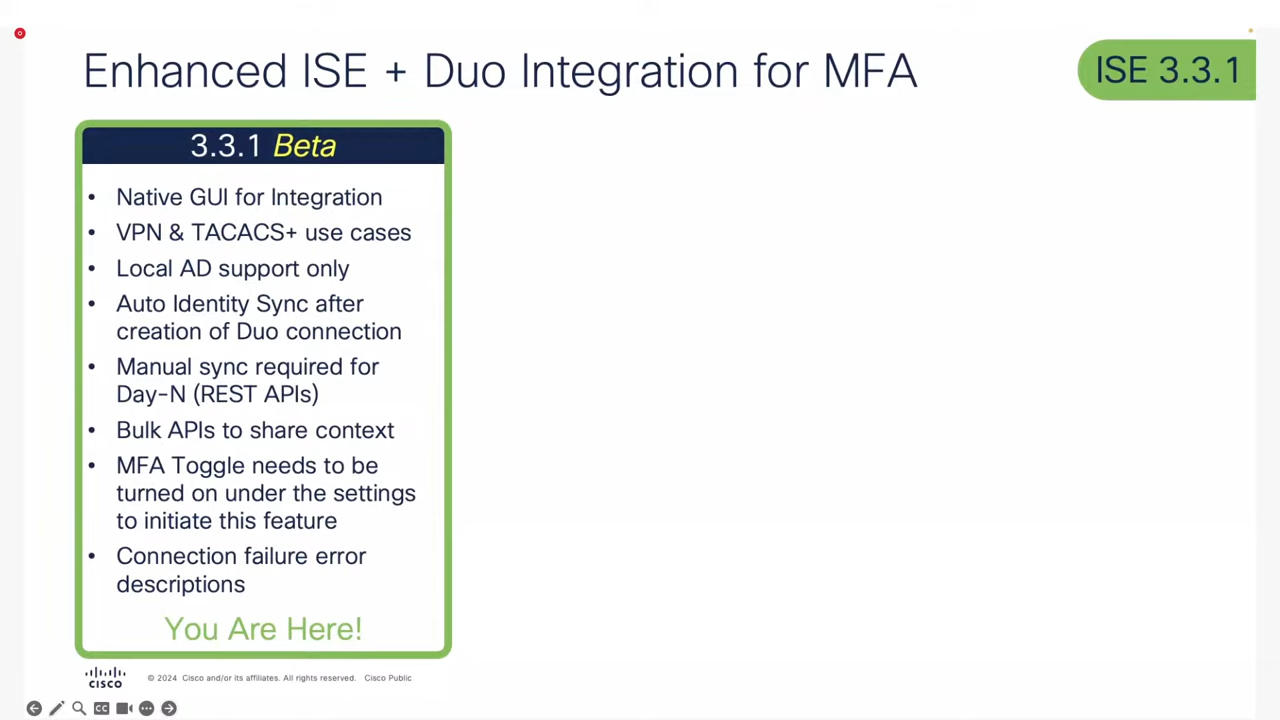 Enhanced ISE + Duo Integration for MFA
ISE 3.3.1
3.3.1 Beta
• Native GUI for Integration
• VPN & TACACS+ use cases
• Local AD support only
• Auto Identity Sync after
creation of Duo connection
• Manual sync required for
Day-N (REST APIs)
• Bulk APIs to share context
• MFA Toggle needs to be
turned on under the settings
to initiate this feature
• Connection failure error
descriptions
You Are Here!
CISCO
© 2024 Cisco and/or its affiliates. All rights reserved. Cisco Public
CC